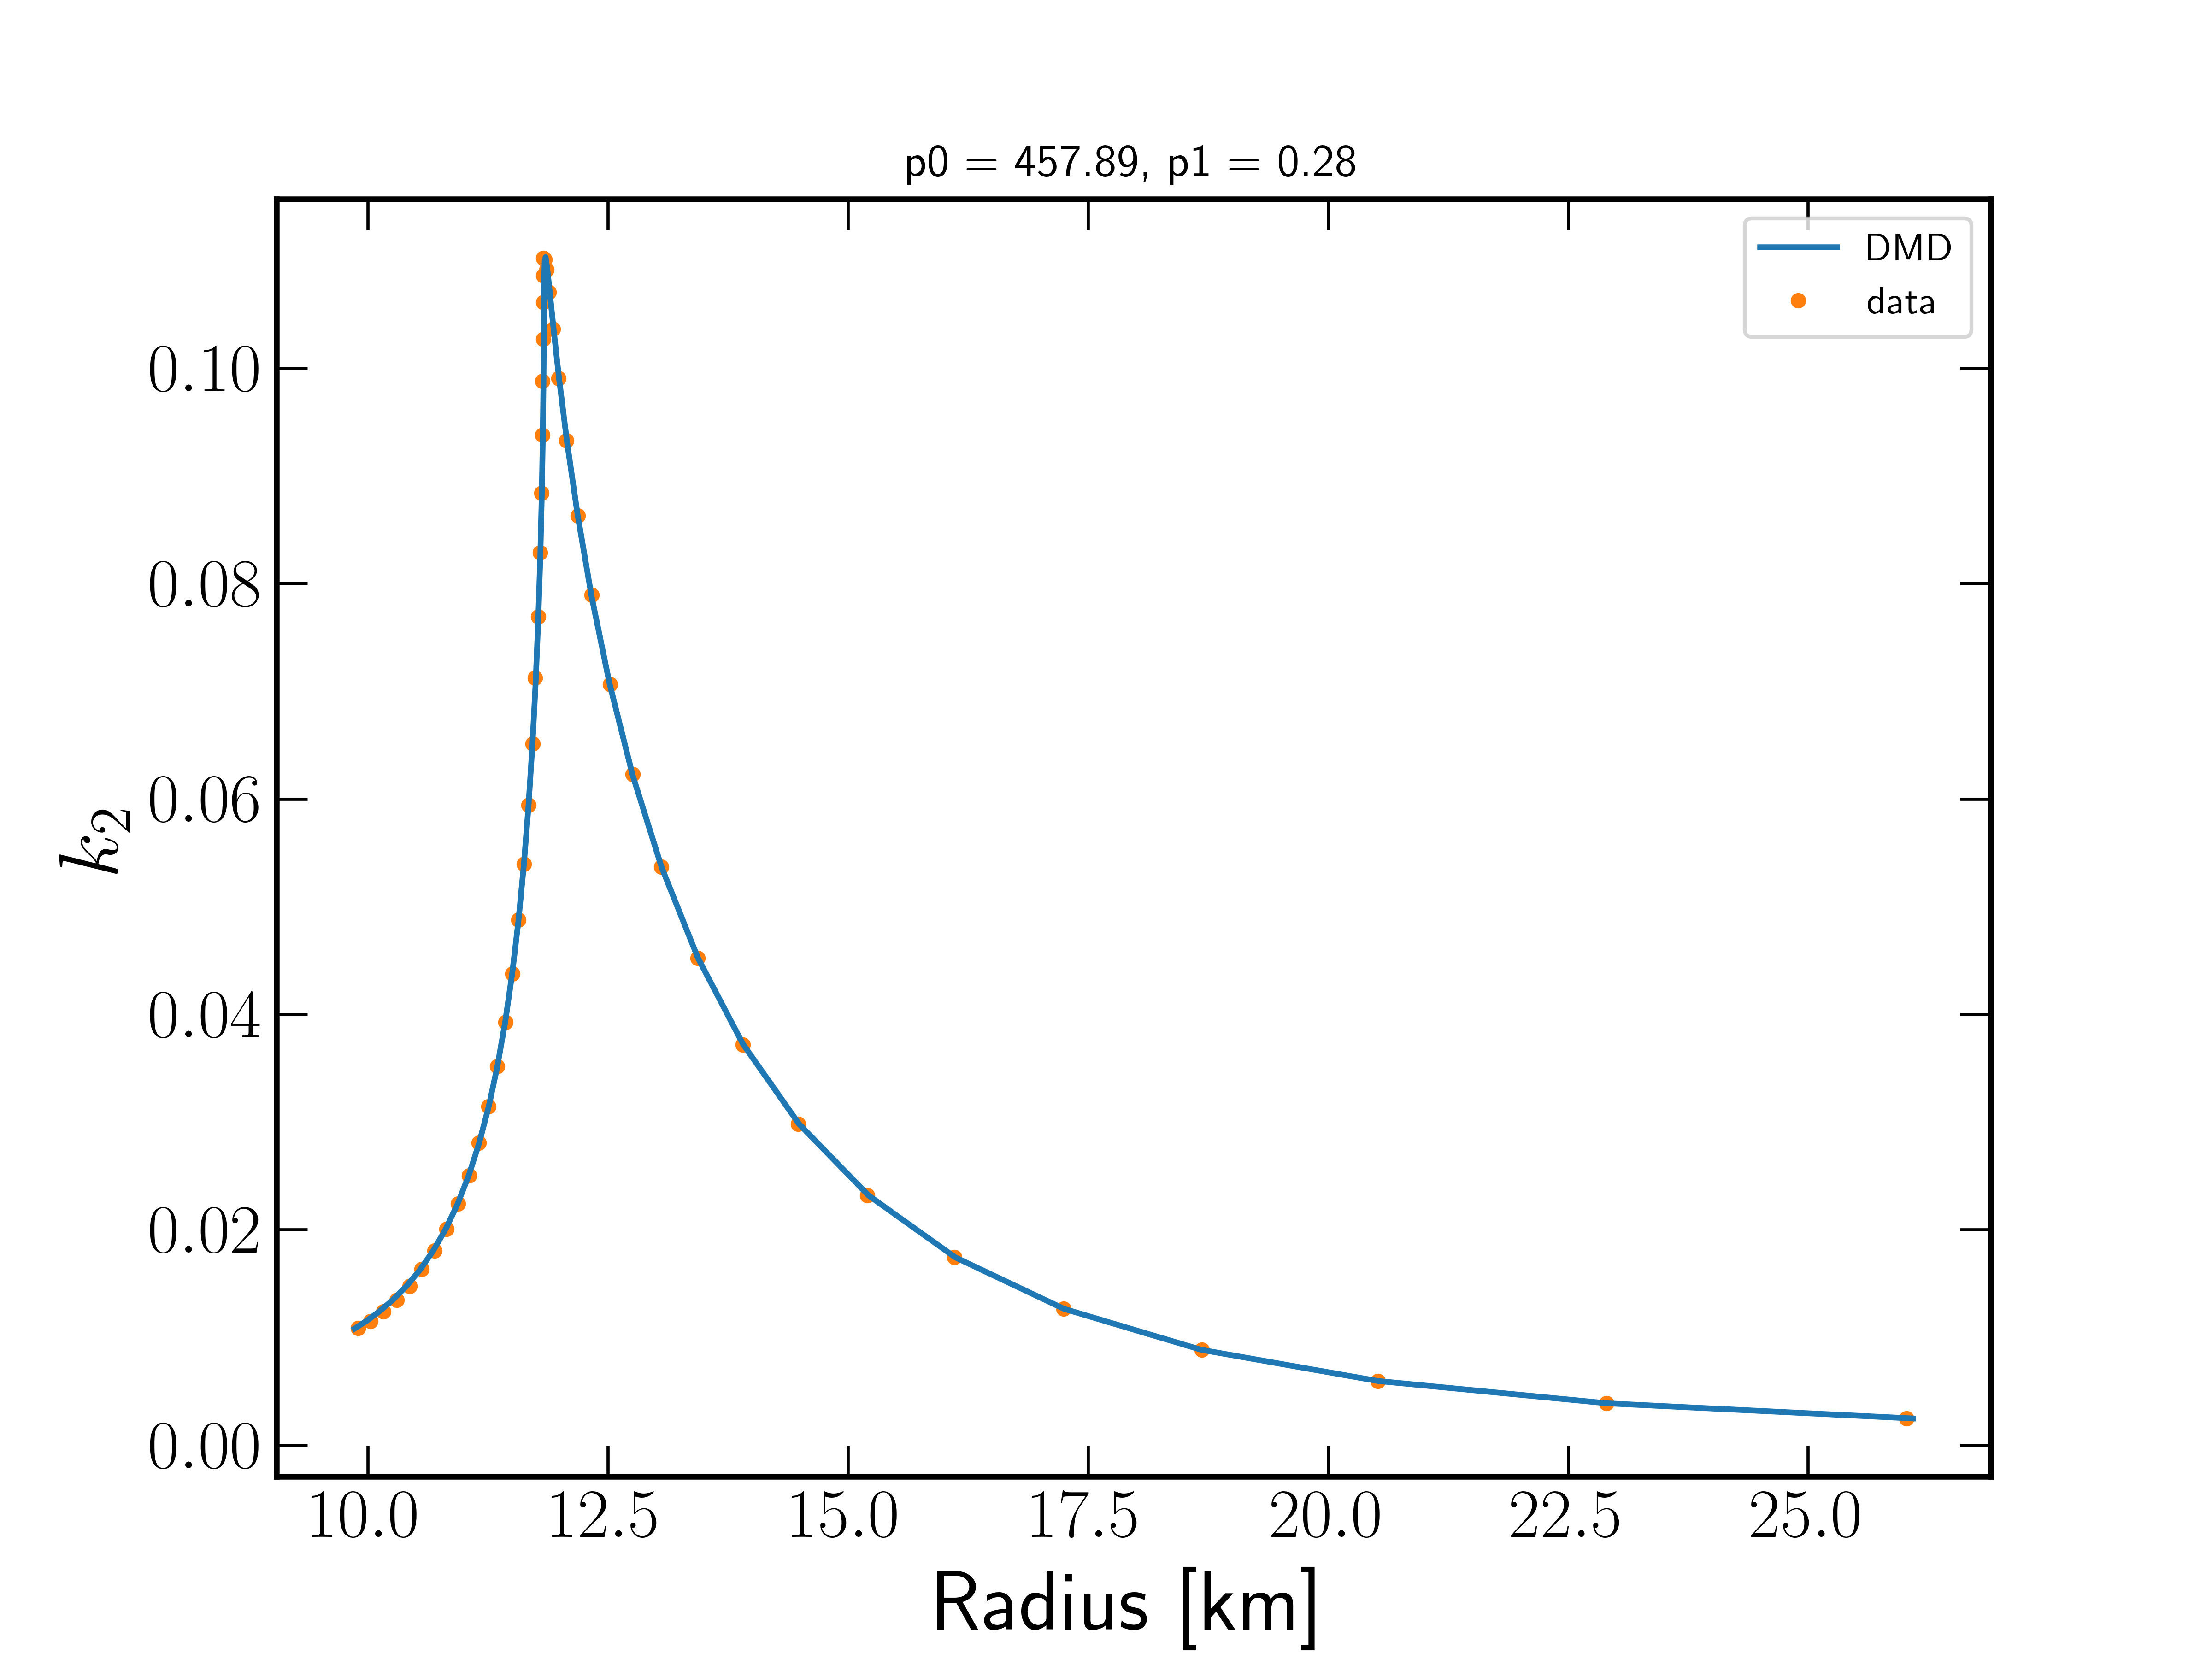 p0 = 457.89, p1 = 0.28
DMD
data
0.10
0.08
0.06
0.04
0.02
0.00
k₂
10.0 12.5 15.0 17.5 20.0 22.5 25.0
Radius [km]